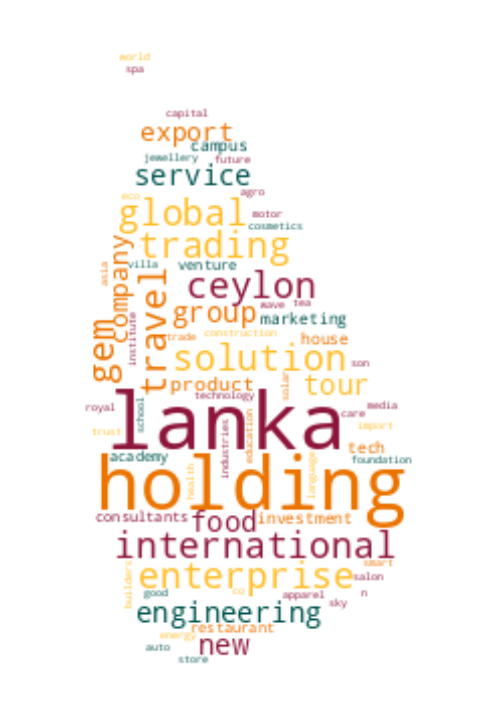 world
spa
capital
export
campus
jewellery future
service
agro
eco
global motor
cosmetics
trading
company
asia
villa venture
travel
ceylon
wave tea
group marketing
gem
institute
trade construction house
solution
son
product solar tour
technology
royal school lanka media
care
trust import
industries education tech
academy foundation
holding
health language
consultants food investment
international
smart
enterprise salon
builders good co apparel n
sky
engineering
restaurant
energy
auto new
store